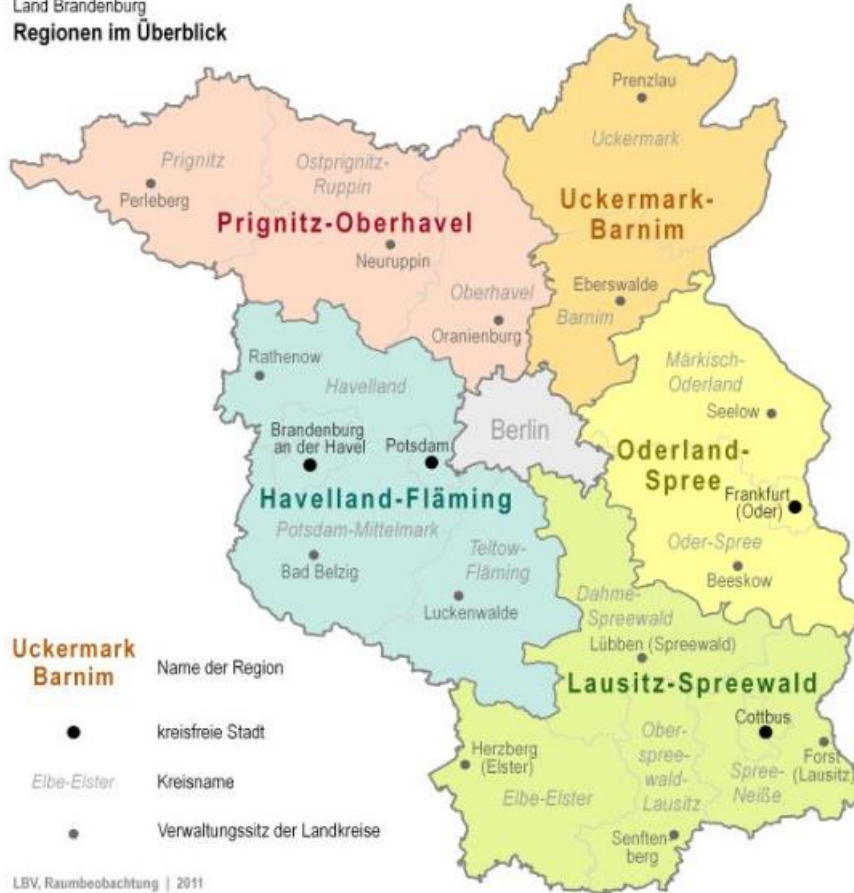 Land Brandenburg
Regionen im Überblick
Prenzlau
Uckermark
Prignitz
Ostprignitz-
Ruppin
Perleberg
Uckermark-
Barnim
Prignitz-Oberhavel
Neuruppin
Eberswalde
Oberhavel
Barnim
Oranienburg
Rathenow
Havelland
Märkisch-
Oderland
Seelow
Brandenburg
an der Havel
Potsdam
Berlin
Oderland-
Spree
Havelland-Fläming
Frankfurt
(Oder)
Potsdam-Mittelmark
Teltow-
Fläming
Oder-Spree
Bad Belzig
Beeskow
Luckenwalde
Dahme-
Spreewald
Lübben (Spreewald)
Lausitz-Spreewald
Cottbus
Herzberg
(Elster)
Ober-
spree-
wald-
Lausitz
Forst
(Lausitz)
Spree-
Neiße
Elbe-Elster
Senften
berg
Uckermark
Barnim
Name der Region
kreisfreie Stadt
Elbe-Elster
Kreisname
Verwaltungssitz der Landkreise
LBV, Raumbeobachtung | 2011